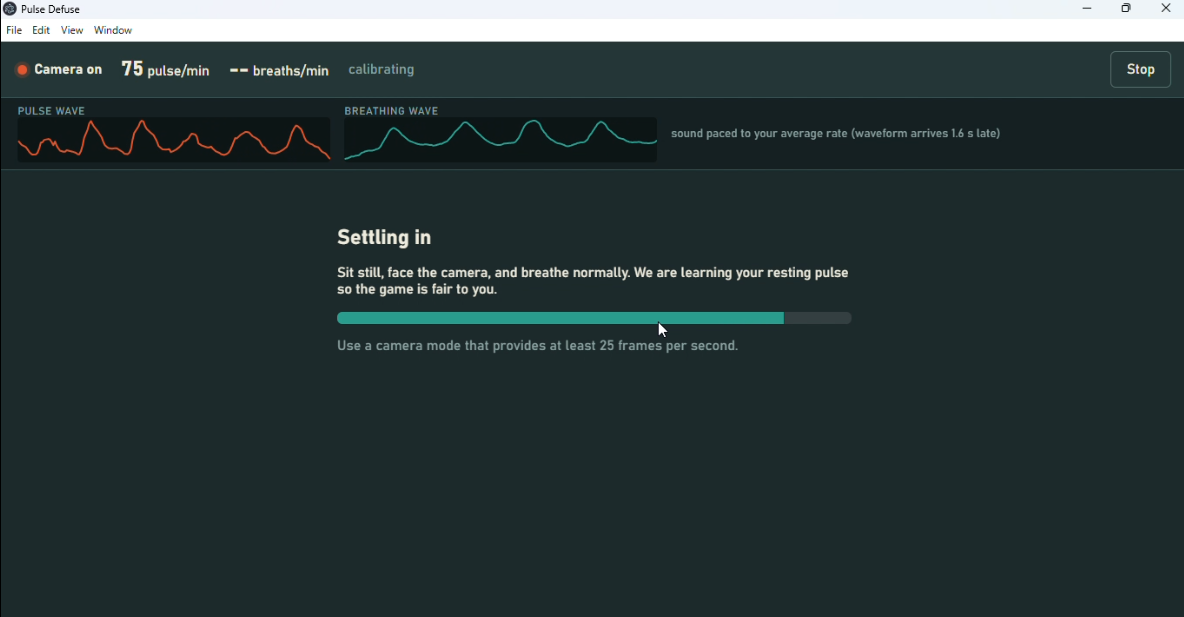 Pulse Defuse
File Edit View Window
Camera on 75 pulse/min -- breaths/min calibrating Stop
PULSE WAVE BREATHING WAVE
sound paced to your average rate (waveform arrives 1.6 s late)
Settling in
Sit still, face the camera, and breathe normally. We are learning your resting pulse
so the game is fair to you.
Use a camera mode that provides at least 25 frames per second.